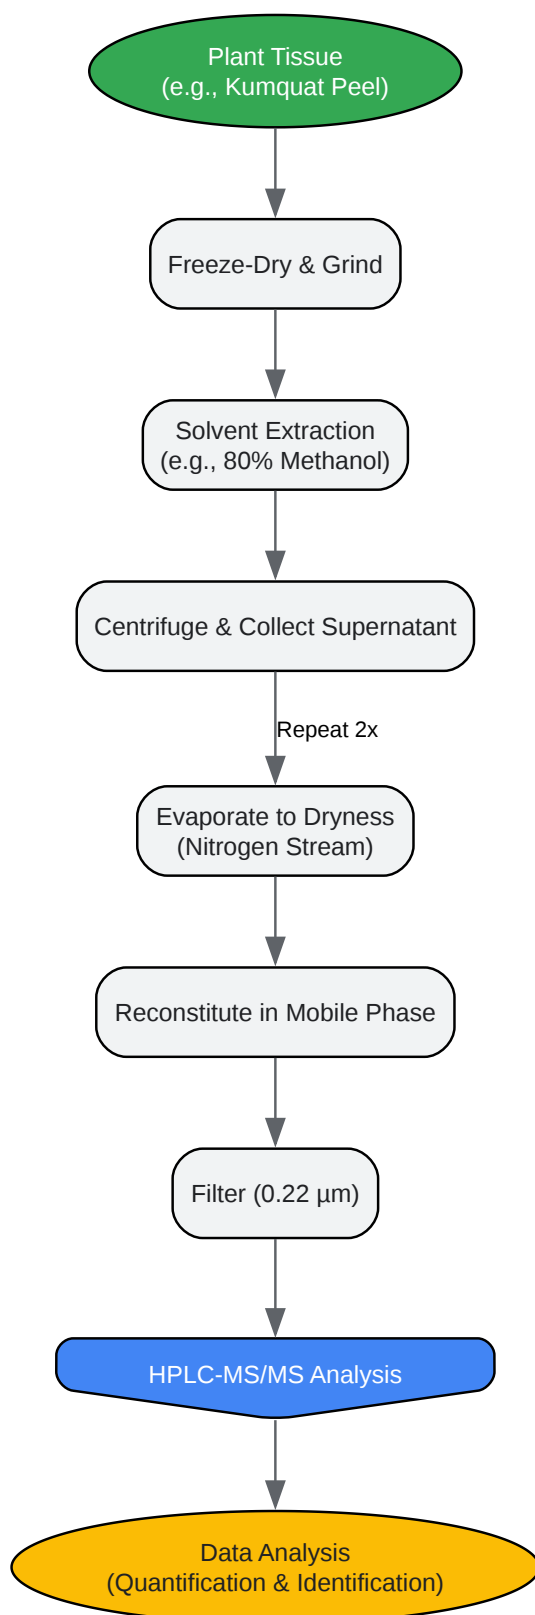 Plant Tissue
(e.g., Kumquat Peel)
Freeze-Dry & Grind
Solvent Extraction
(e.g., 80% Methanol)
Centrifuge & Collect Supernatant
Repeat 2x
Evaporate to Dryness
(Nitrogen Stream)
Reconstitute in Mobile Phase
Filter (0.22 µm)
HPLC-MS/MS Analysis
Data Analysis
(Quantification & Identification)